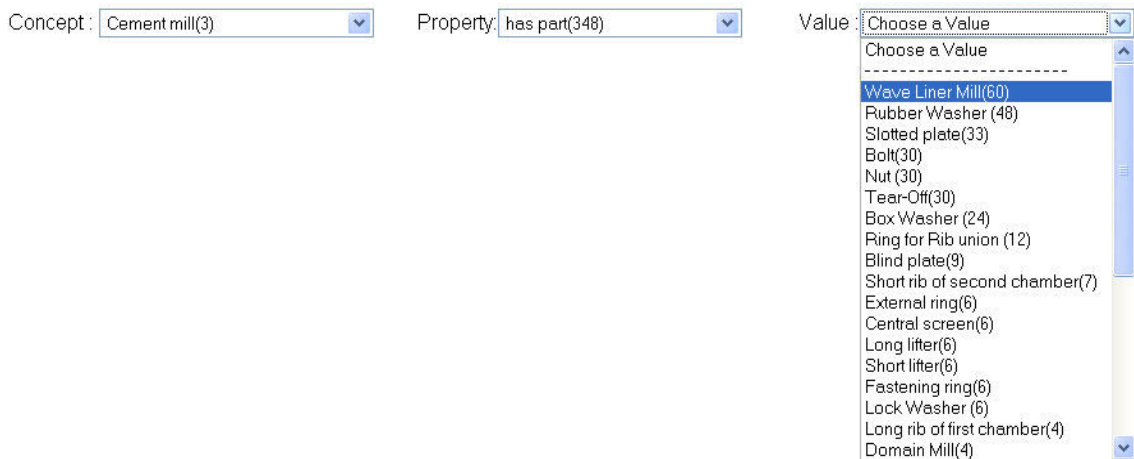 Concept : Cement mill(3) Property: has part(348) Value : Choose a Value
Choose a Value
-----------------------
Wave Liner Mill(60)
Rubber Washer (48)
Slotted plate(33)
Bolt(30)
Nut (30)
Tear-Off(30)
Box Washer (24)
Ring for Rib union (12)
Blind plate(9)
Short rib of second chamber(7)
External ring(6)
Central screen(6)
Long lifter(6)
Short lifter(6)
Fastening ring(6)
Lock Washer (6)
Long rib of first chamber(4)
Domain Mill(4)